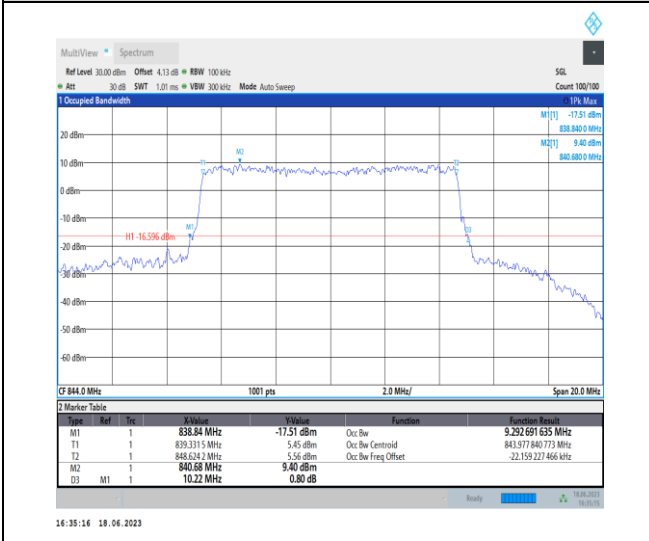 MultiView Spectrum
Ref Level 30.00 dBm Offset 4.13 dB RBW 100 kHz SGL
Att 30 dB SWT 1.01 ms VBW 300 kHz Mode Auto Sweep Count 100/100
1 Occupied Bandwidth 1Pk Max
M1[1] -17.51 dBm
838.840 0 MHz
M2[1] 9.40 dBm
840.680 0 MHz
20 dBm
M2
10 dBm
T1 T2
0 dBm
-10 dBm
M1 D3
H1 -16.596 dBm
-20 dBm
-30 dBm
-40 dBm
-50 dBm
-60 dBm
CF 844.0 MHz 1001 pts 2.0 MHz/ Span 20.0 MHz
2 Marker Table
Type Ref Trc X-Value Y-Value Function Function Result
M1 1 838.84 MHz -17.51 dBm Occ Bw 9.292 691 635 MHz
T1 1 839.331 5 MHz 5.45 dBm Occ Bw Centroid 843.977 840 773 MHz
T2 1 848.624 2 MHz 5.56 dBm Occ Bw Freq Offset -22.159 227 466 kHz
M2 1 840.68 MHz 9.40 dBm
D3 M1 1 10.22 MHz 0.80 dB
Ready 18.06.2023
16:35:15
16:35:16 18.06.2023